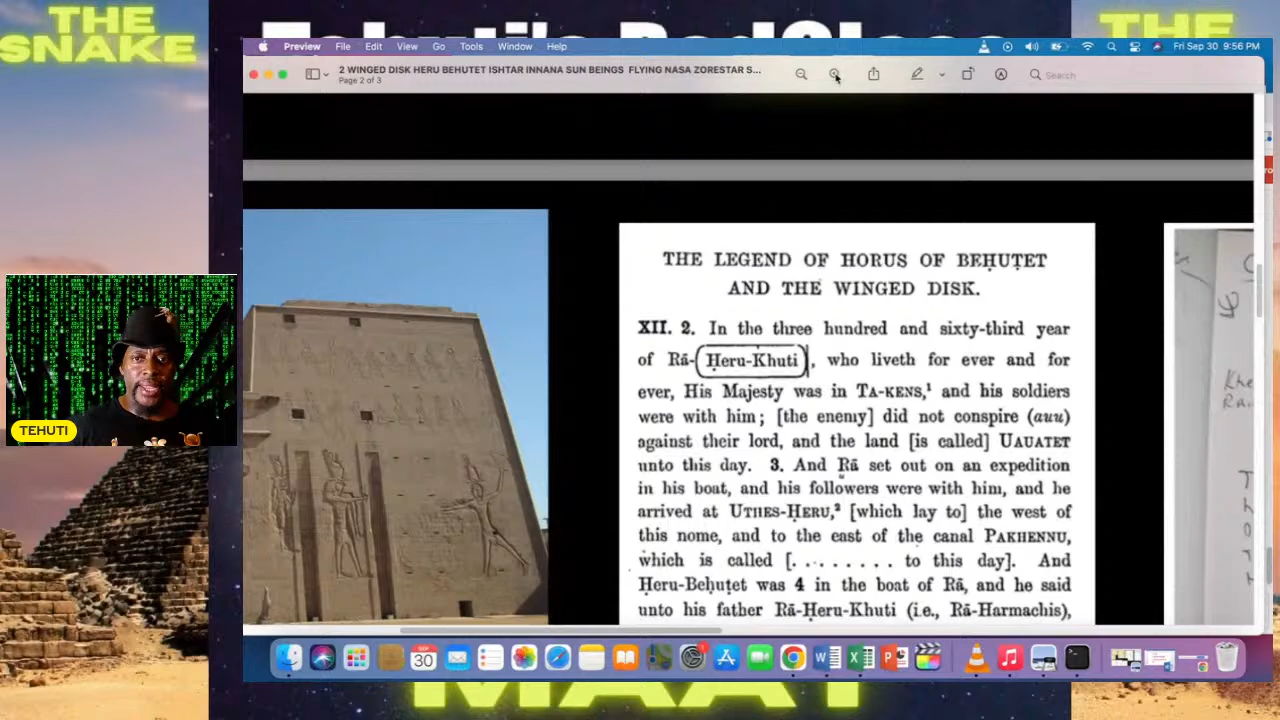 THE
SNAKE
THE
Preview File Edit View Go Tools Window Help
Fri Sep 30 9:56 PM
2 WINGED DISK HERU BEHUTET ISHTAR INNANA SUN BEINGS FLYING NASA ZORESTAR S...
Page 2 of 3
Search
THE LEGEND OF HORUS OF BEḤUṬET
AND THE WINGED DISK.
XII. 2. In the three hundred and sixty-third year
of Rā-Ḥeru-Khuti, who liveth for ever and for
ever, His Majesty was in TA-KENS,¹ and his soldiers
were with him; [the enemy] did not conspire (auu)
against their lord, and the land [is called] UAUATET
unto this day. 3. And Rā set out on an expedition
in his boat, and his followers were with him, and he
arrived at UTHES-ḤERU,² [which lay to] the west of
this nome, and to the east of the canal PAKHENNU,
which is called [. . . . . . . . to this day]. And
Ḥeru-Beḥuṭet was 4 in the boat of Rā, and he said
unto his father Rā-Ḥeru-Khuti (i.e., Rā-Harmachis),
TEHUTI
SEP
30
MAAT